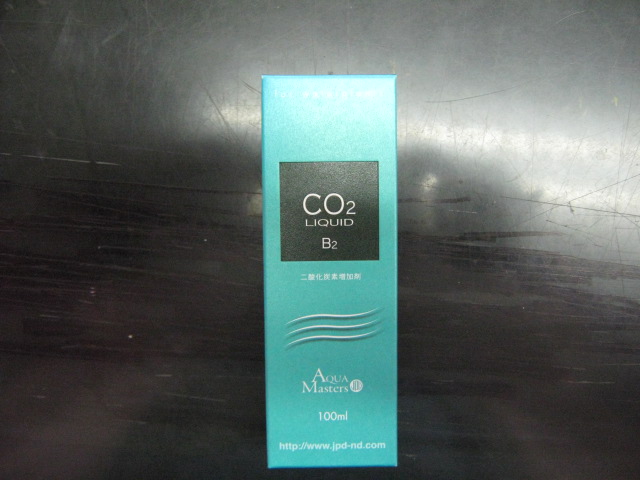 CO2
LIQUID
B2
二酸化炭素増加剤
AQUA
Masters
100ml
http://www.jpd-nd.com